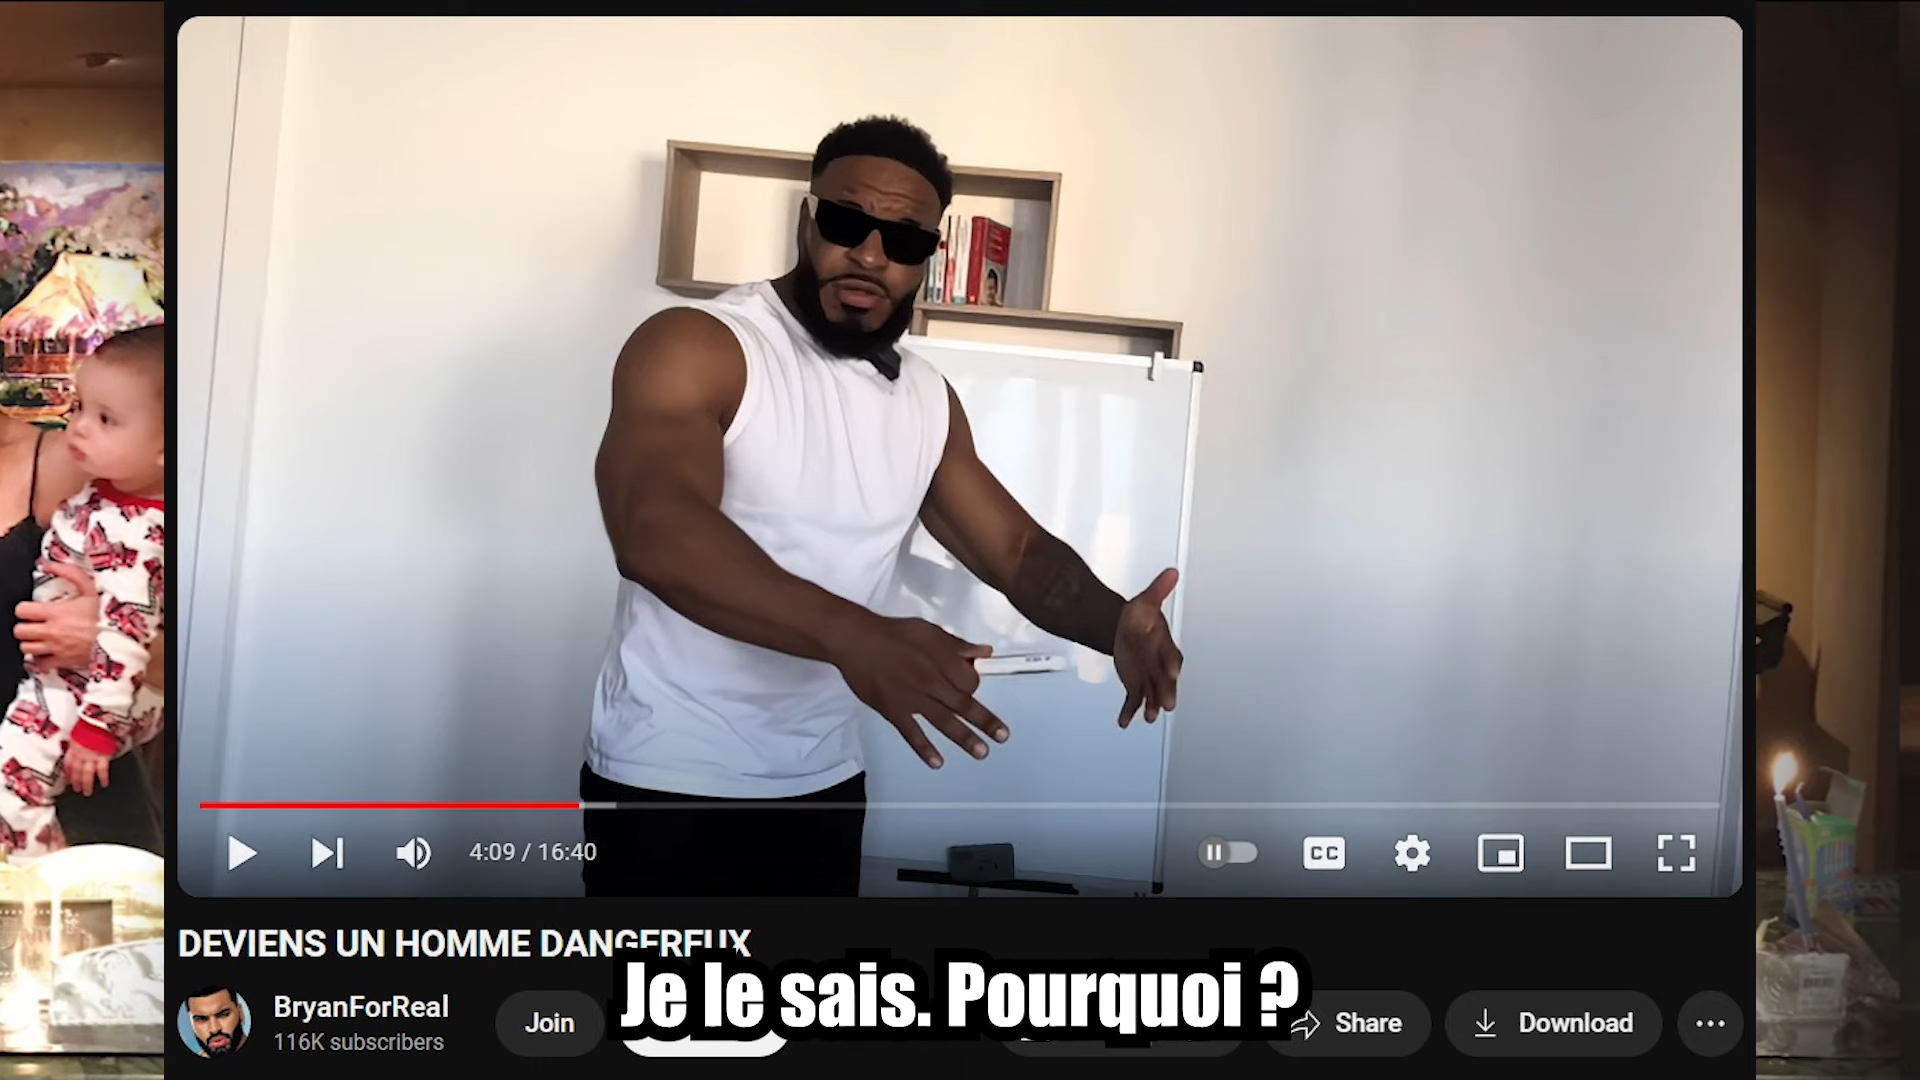 4:09 / 16:40
CC
DEVIENS UN HOMME DANGEREUX
Je le sais. Pourquoi ?
BryanForReal
116K subscribers
Join
Share
Download